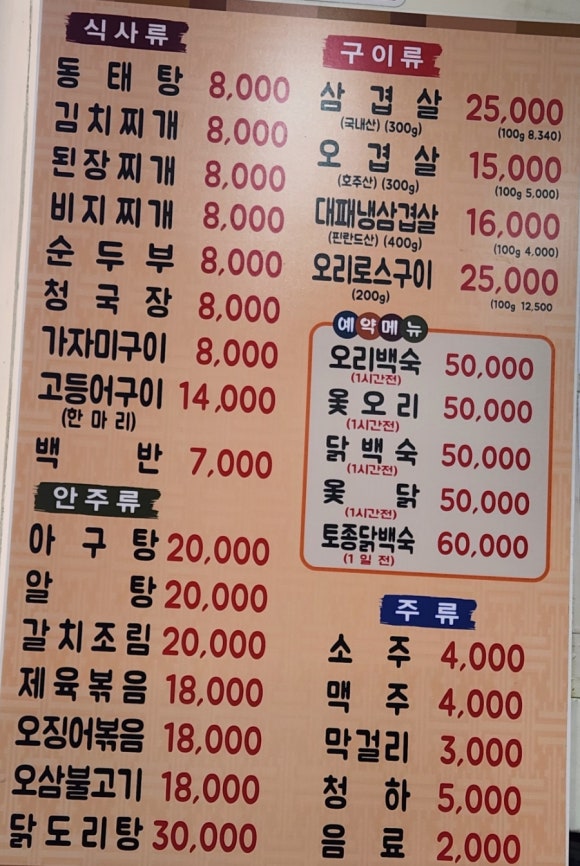 식사류
동태탕 8,000
김치찌개 8,000
된장찌개 8,000
비지찌개 8,000
순두부 8,000
청국장 8,000
가자미구이 8,000
고등어구이 14,000
(한마리)
백반 7,000
안주류
아구탕 20,000
알탕 20,000
갈치조림 20,000
제육볶음 18,000
오징어볶음 18,000
오삼불고기 18,000
닭도리탕 30,000
구이류
삼겹살 25,000
(국내산) (300g) (100g 8,340)
오겹살 15,000
(호주산) (300g) (100g 5,000)
대패냉삼겹살 16,000
(핀란드산) (400g) (100g 4,000)
오리로스구이 25,000
(200g) (100g 12,500
예약메뉴
오리백숙 50,000
(1시간전)
옻오리 50,000
(1시간전)
닭백숙 50,000
(1시간전)
옻닭 50,000
(1시간전)
토종닭백숙 60,000
(1일전)
주류
소주 4,000
맥주 4,000
막걸리 3,000
청하 5,000
음료 2,000